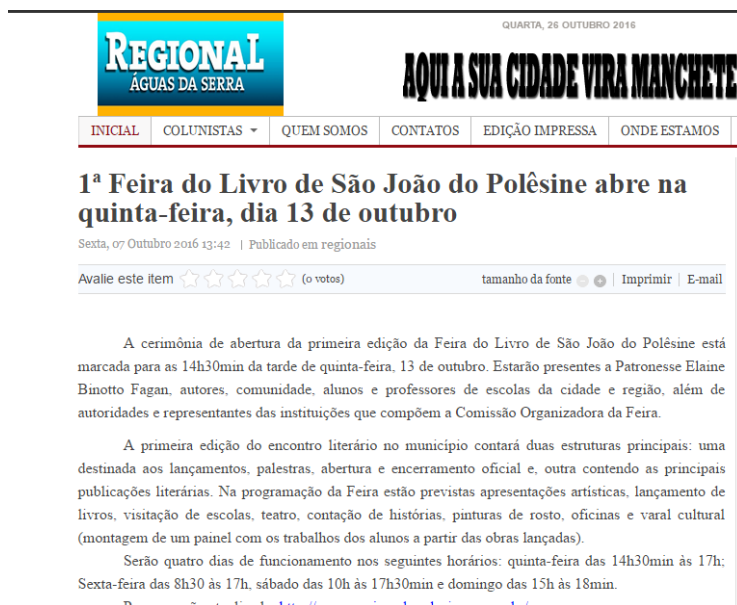 QUARTA, 26 OUTUBRO 2016
REGIONAL
ÁGUAS DA SERRA
AQUI A SUA CIDADE VIRA MANCHETE
INICIAL COLUNISTAS QUEM SOMOS CONTATOS EDIÇÃO IMPRESSA ONDE ESTAMOS
1ª Feira do Livro de São João do Polêsine abre na
quinta-feira, dia 13 de outubro
Sexta, 07 Outubro 2016 13:42 | Publicado em regionais
Avalie este item (0 votos) tamanho da fonte Imprimir E-mail
A cerimônia de abertura da primeira edição da Feira do Livro de São João do Polêsine está
marcada para as 14h30min da tarde de quinta-feira, 13 de outubro. Estarão presentes a Patronesse Elaine
Binotto Fagan, autores, comunidade, alunos e professores de escolas da cidade e região, além de
autoridades e representantes das instituições que compõem a Comissão Organizadora da Feira.
A primeira edição do encontro literário no município contará duas estruturas principais: uma
destinada aos lançamentos, palestras, abertura e encerramento oficial e, outra contendo as principais
publicações literárias. Na programação da Feira estão previstas apresentações artísticas, lançamento de
livros, visitação de escolas, teatro, contação de histórias, pinturas de rosto, oficinas e varal cultural
(montagem de um painel com os trabalhos dos alunos a partir das obras lançadas).
Serão quatro dias de funcionamento nos seguintes horários: quinta-feira das 14h30min às 17h;
Sexta-feira das 8h30 às 17h, sábado das 10h às 17h30min e domingo das 15h às 18min.